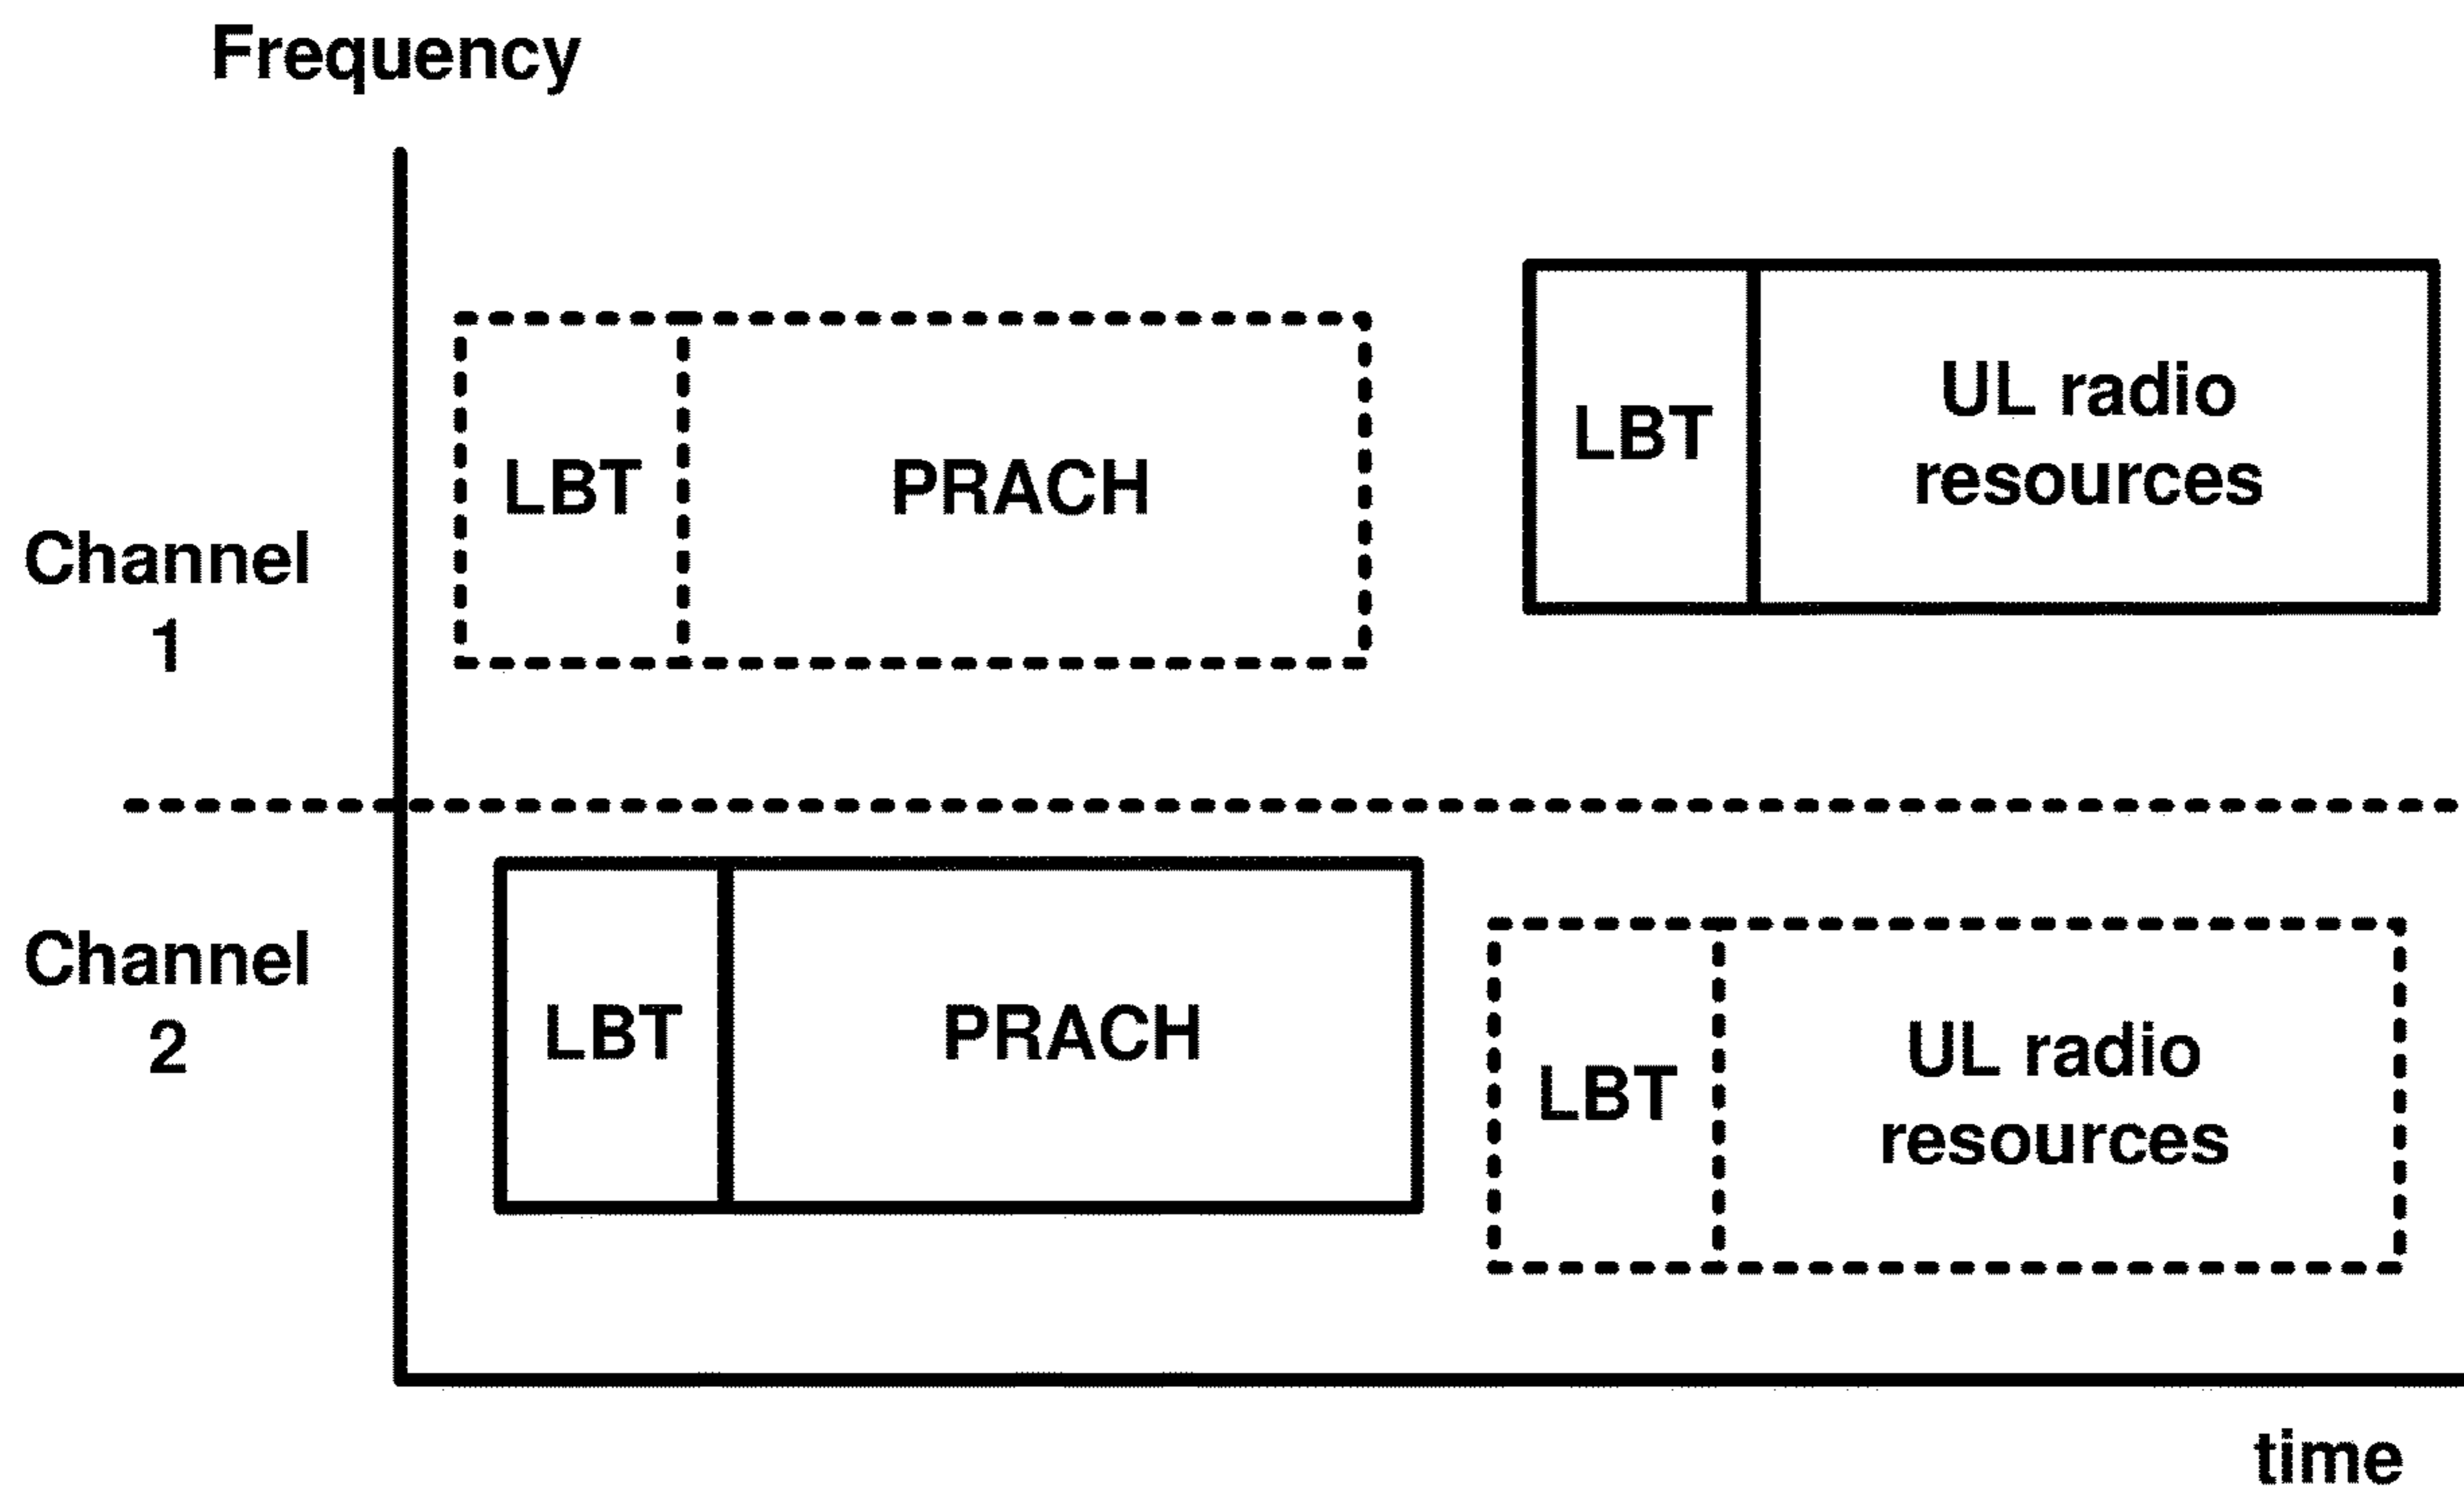 Frequency
Channel
1
LBT
PRACH
LBT
UL radio
resources
Channel
2
LBT
PRACH
LBT
UL radio
resources
time